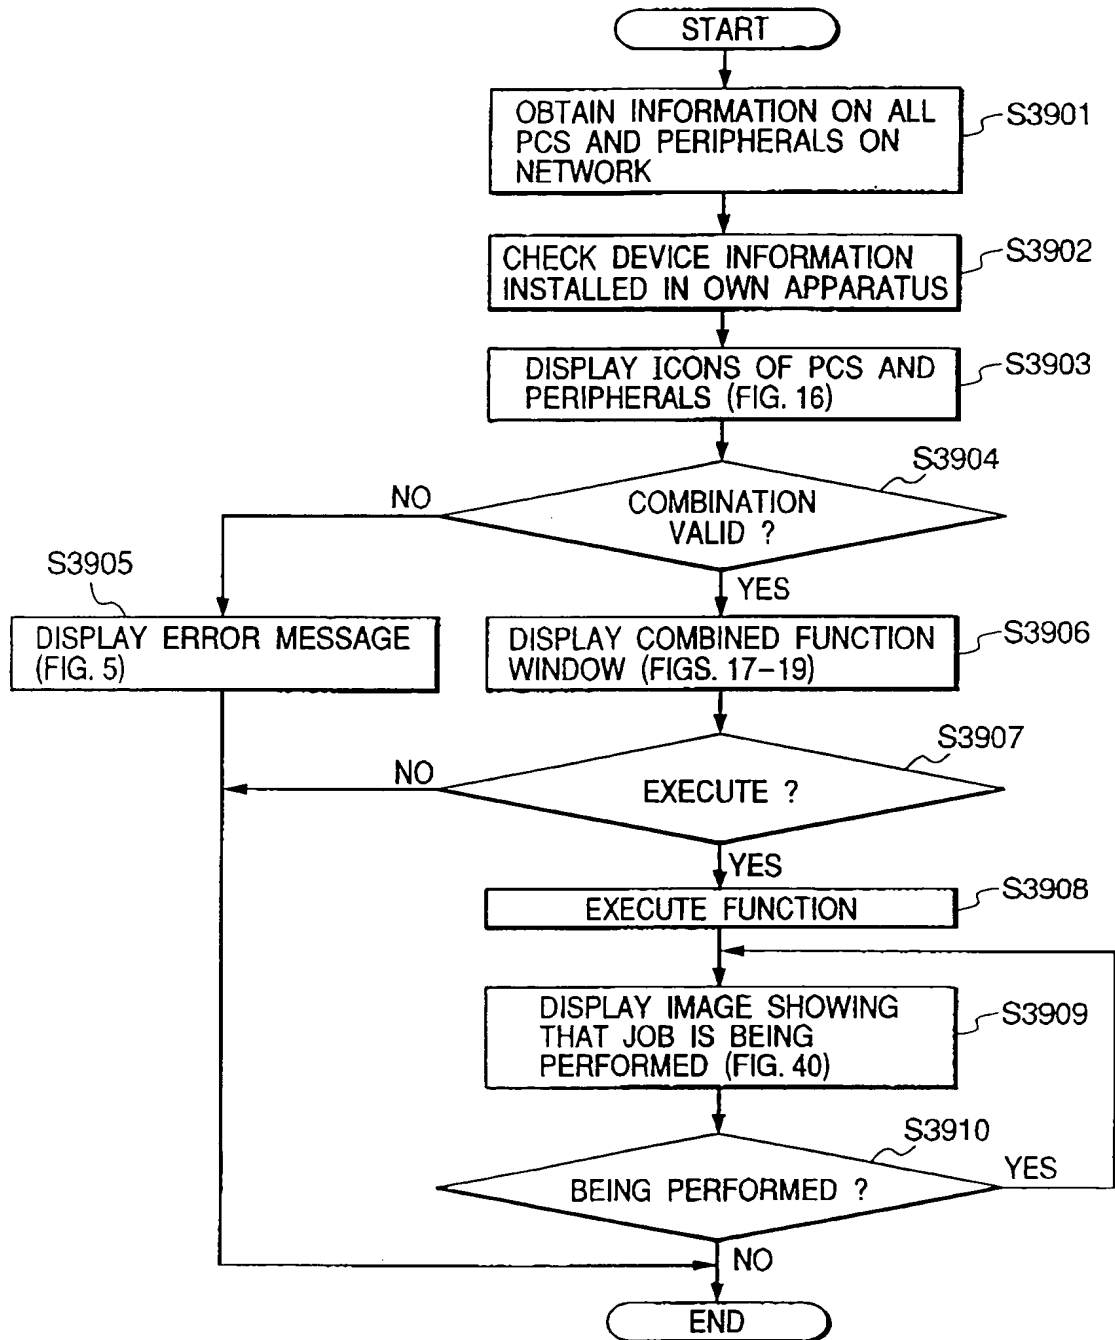 START
OBTAIN INFORMATION ON ALL
PCS AND PERIPHERALS ON
NETWORK
S3901
CHECK DEVICE INFORMATION
INSTALLED IN OWN APPARATUS
S3902
DISPLAY ICONS OF PCS AND
PERIPHERALS (FIG. 16)
S3903
S3904
NO
COMBINATION
VALID ?
YES
S3905
DISPLAY ERROR MESSAGE
(FIG. 5)
DISPLAY COMBINED FUNCTION
WINDOW (FIGS. 17-19)
S3906
S3907
NO
EXECUTE ?
YES
EXECUTE FUNCTION
S3908
DISPLAY IMAGE SHOWING
THAT JOB IS BEING
PERFORMED (FIG. 40)
S3909
S3910
BEING PERFORMED ?
YES
NO
END